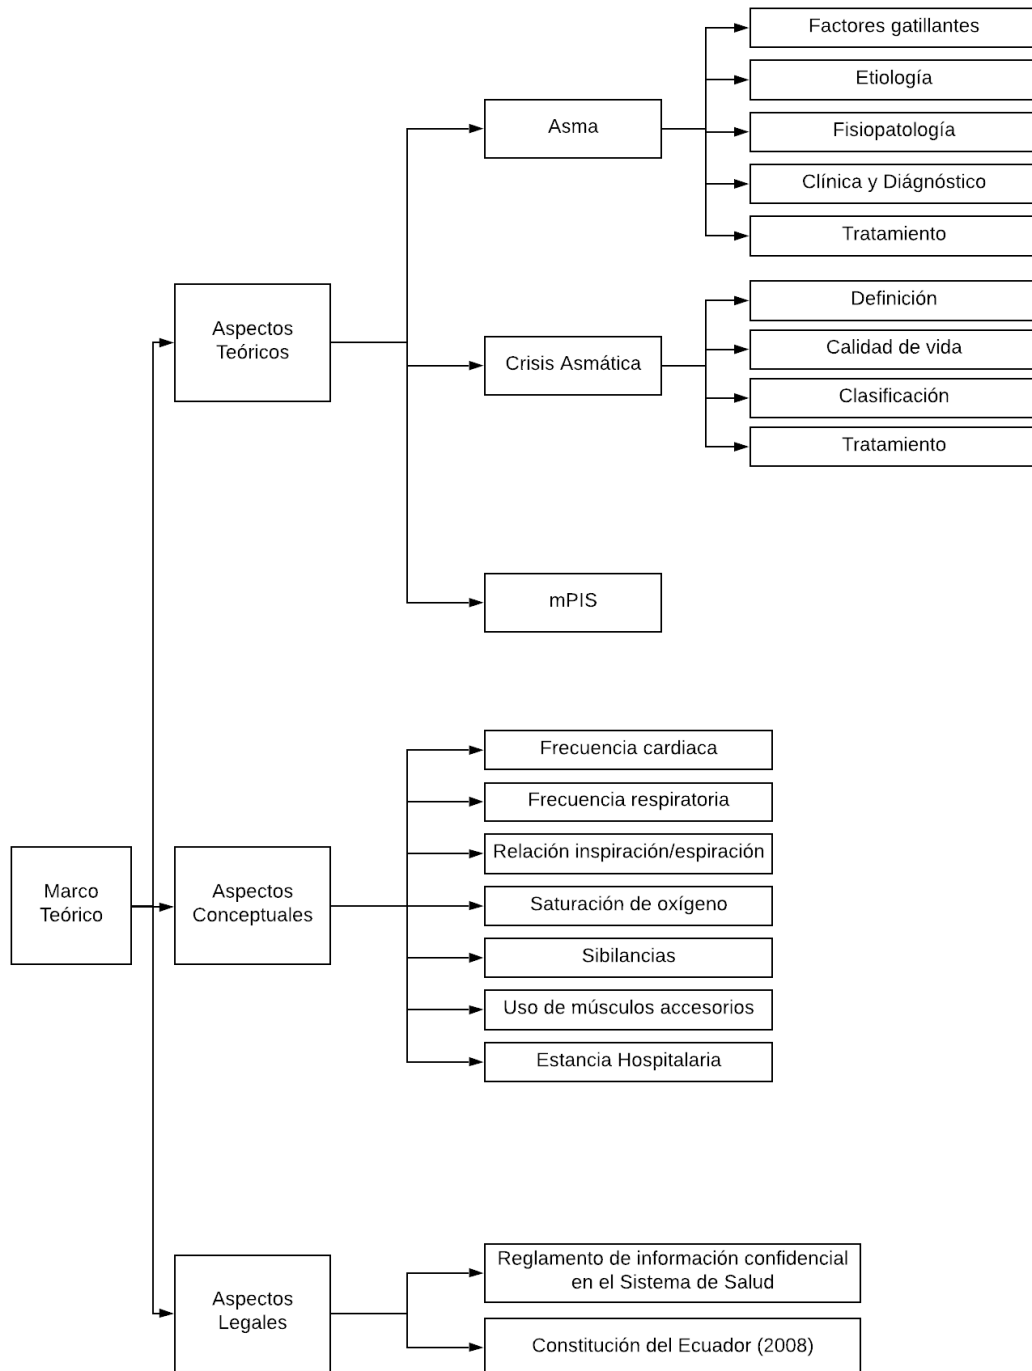 Factores gatillantes
Etiología
Asma
Fisiopatología
Clínica y Diágnóstico
Tratamiento
Aspectos
Teóricos
Definición
Crisis Asmática
Calidad de vida
Clasificación
Tratamiento
mPIS
Marco
Teórico
Aspectos
Conceptuales
Frecuencia cardiaca
Frecuencia respiratoria
Relación inspiración/espiración
Saturación de oxígeno
Sibilancias
Uso de músculos accesorios
Estancia Hospitalaria
Aspectos
Legales
Reglamento de información confidencial
en el Sistema de Salud
Constitución del Ecuador (2008)